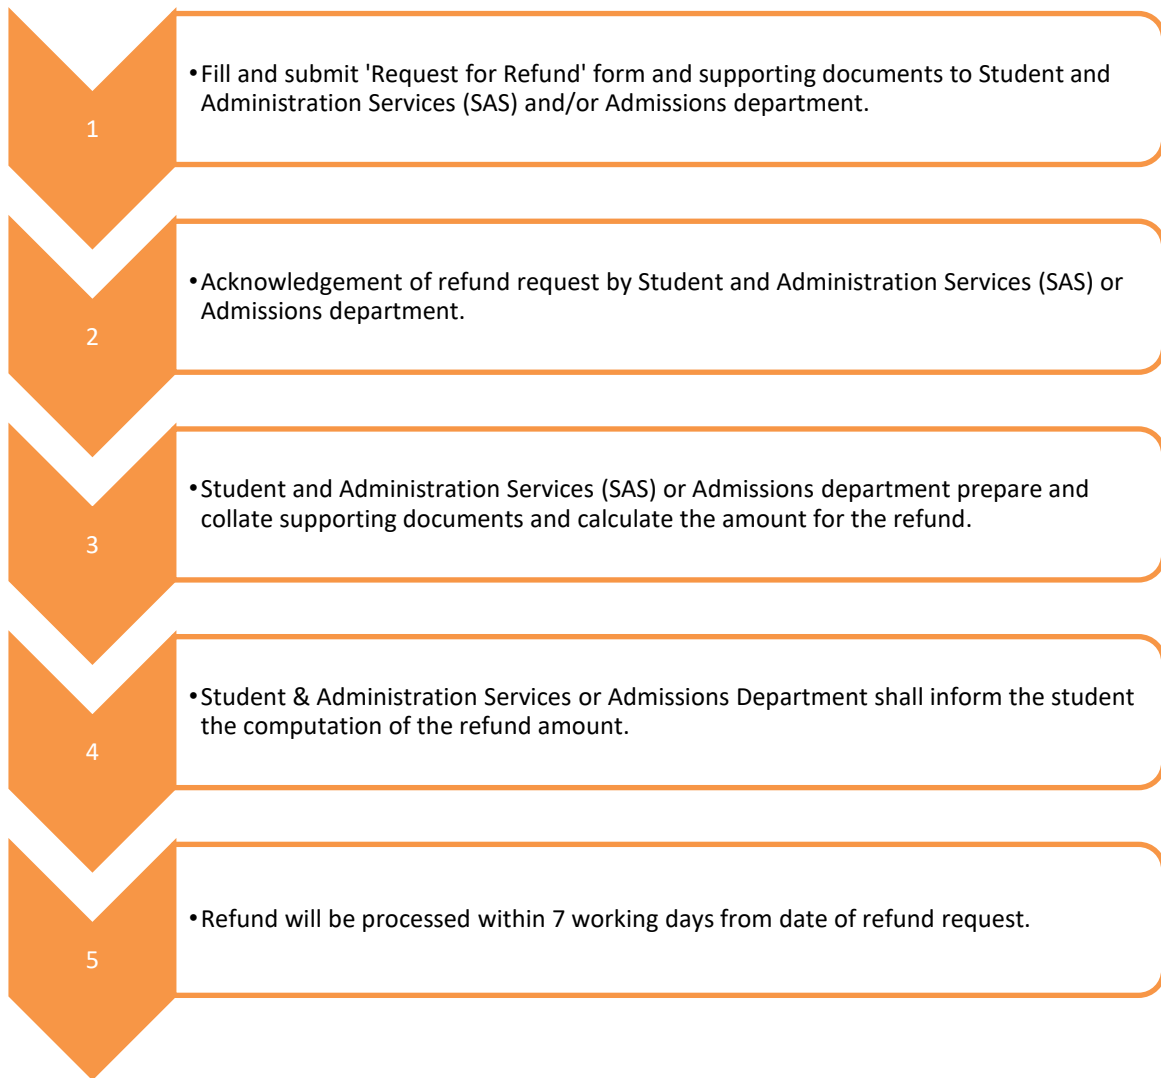 1
•Fill and submit 'Request for Refund' form and supporting documents to Student and
Administration Services (SAS) and/or Admissions department.
2
•Acknowledgement of refund request by Student and Administration Services (SAS) or
Admissions department.
3
•Student and Administration Services (SAS) or Admissions department prepare and
collate supporting documents and calculate the amount for the refund.
4
•Student & Administration Services or Admissions Department shall inform the student
the computation of the refund amount.
5
•Refund will be processed within 7 working days from date of refund request.